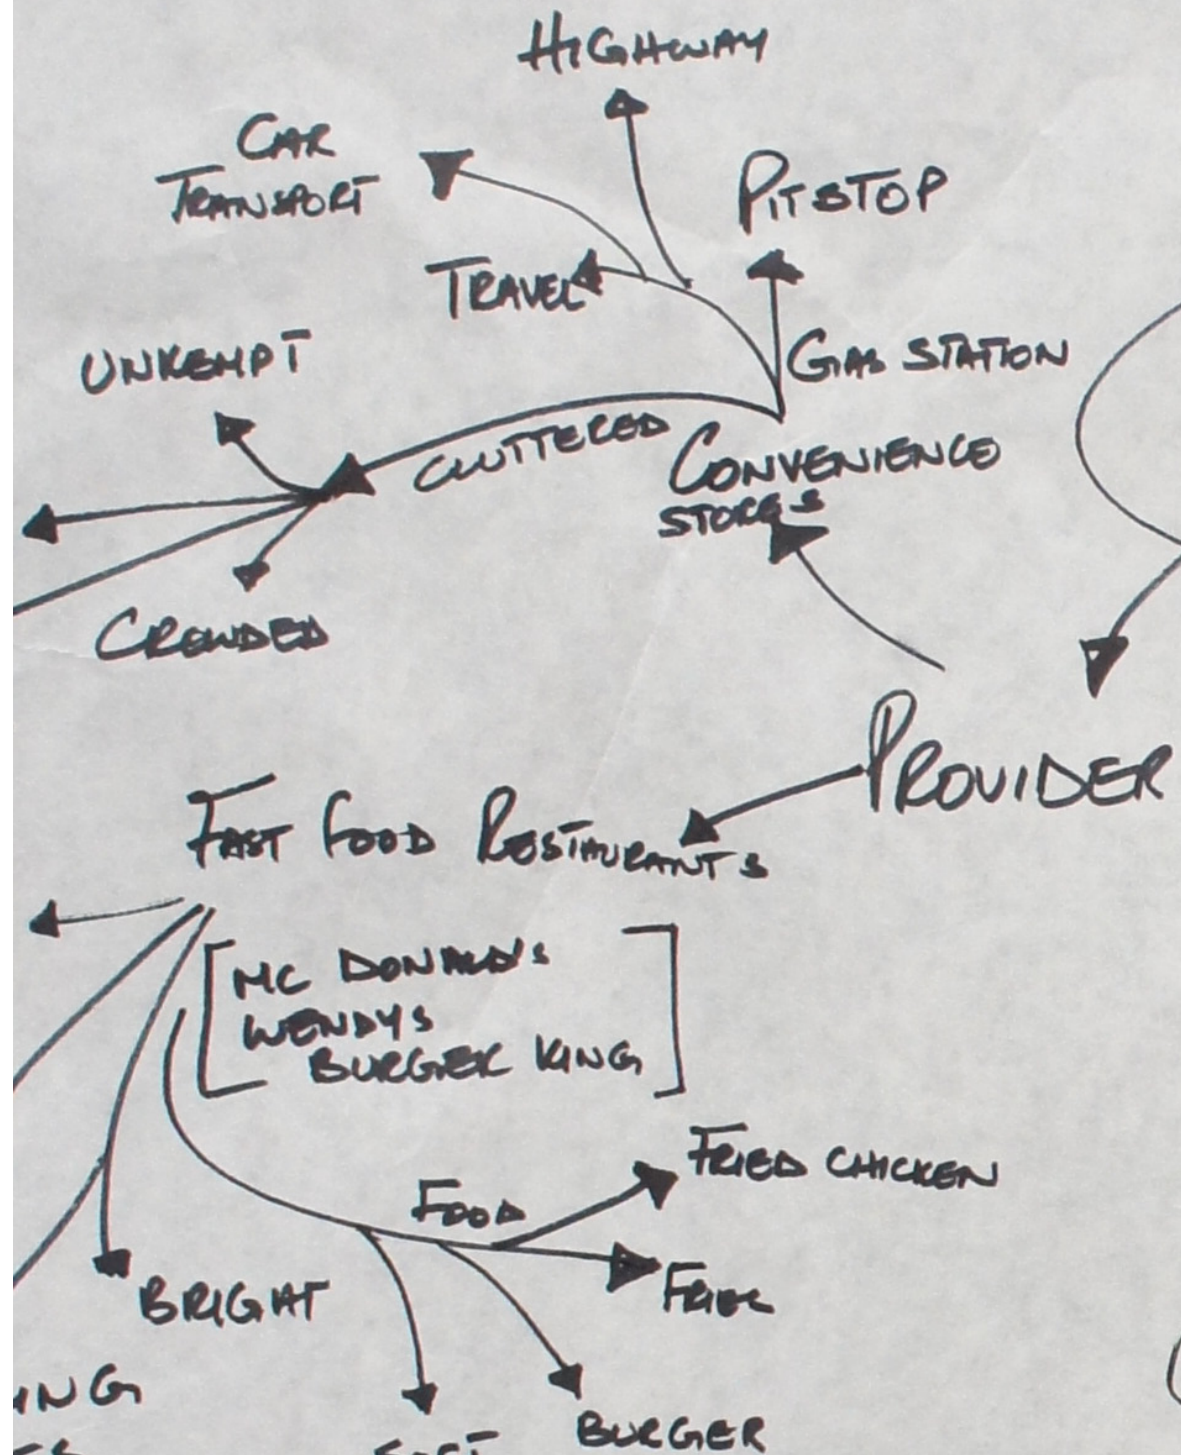 HIGHWAY
CAR
TRANSPORT
PITSTOP
TRAVEL
GAS STATION
UNKEMPT
CLUTTERED
CONVENIENCE
STORES
CROWDED
PROVIDER
FAST FOOD RESTAURANTS
[MC DONALD'S
WENDYS
BURGER KING]
FRIED CHICKEN
FOOD
FRIES
BRIGHT
ING
BURGER